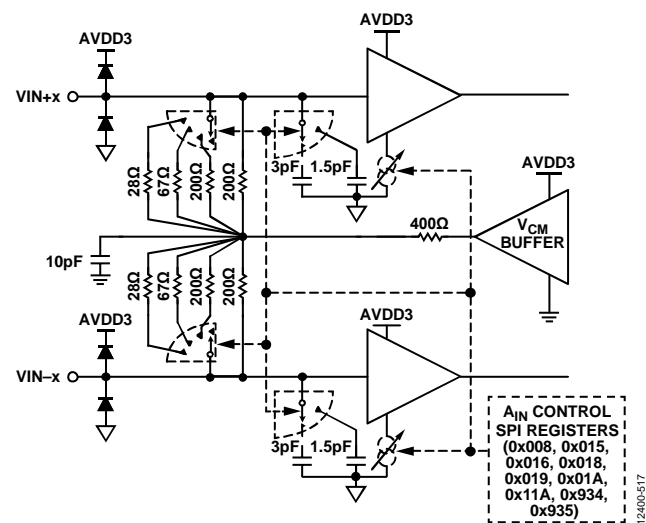 AVDD3
AVDD3
VIN+x
28Ω
67Ω
200Ω
200Ω
3pF
1.5pF
10pF
400Ω
AVDD3
VCM
BUFFER
28Ω
67Ω
200Ω
200Ω
AVDD3
AVDD3
VIN–x
3pF
1.5pF
AIN CONTROL
SPI REGISTERS
(0x008, 0x015,
0x016, 0x018,
0x019, 0x01A,
0x11A, 0x934,
0x935)
12400-517